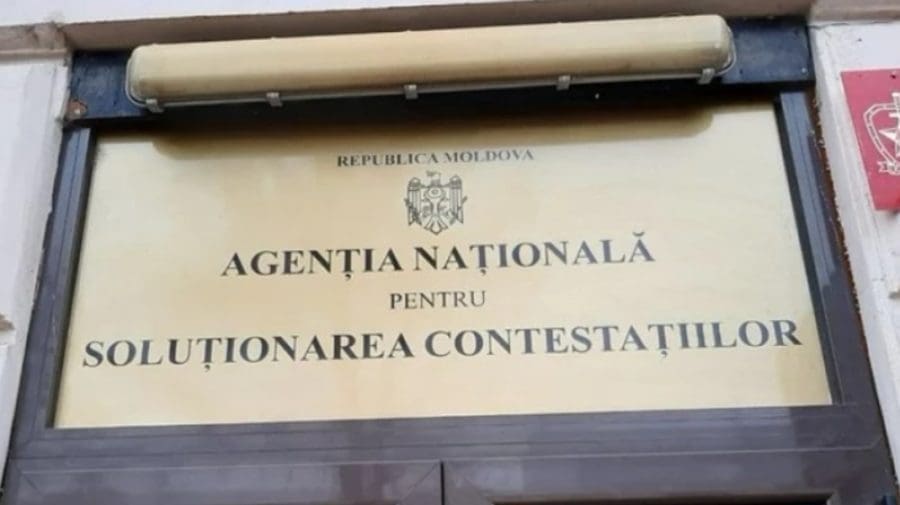 REPUBLICA MOLDOVA
AGENȚIA NAȚIONALĂ
PENTRU
SOLUȚIONAREA CONTESTAȚIILOR